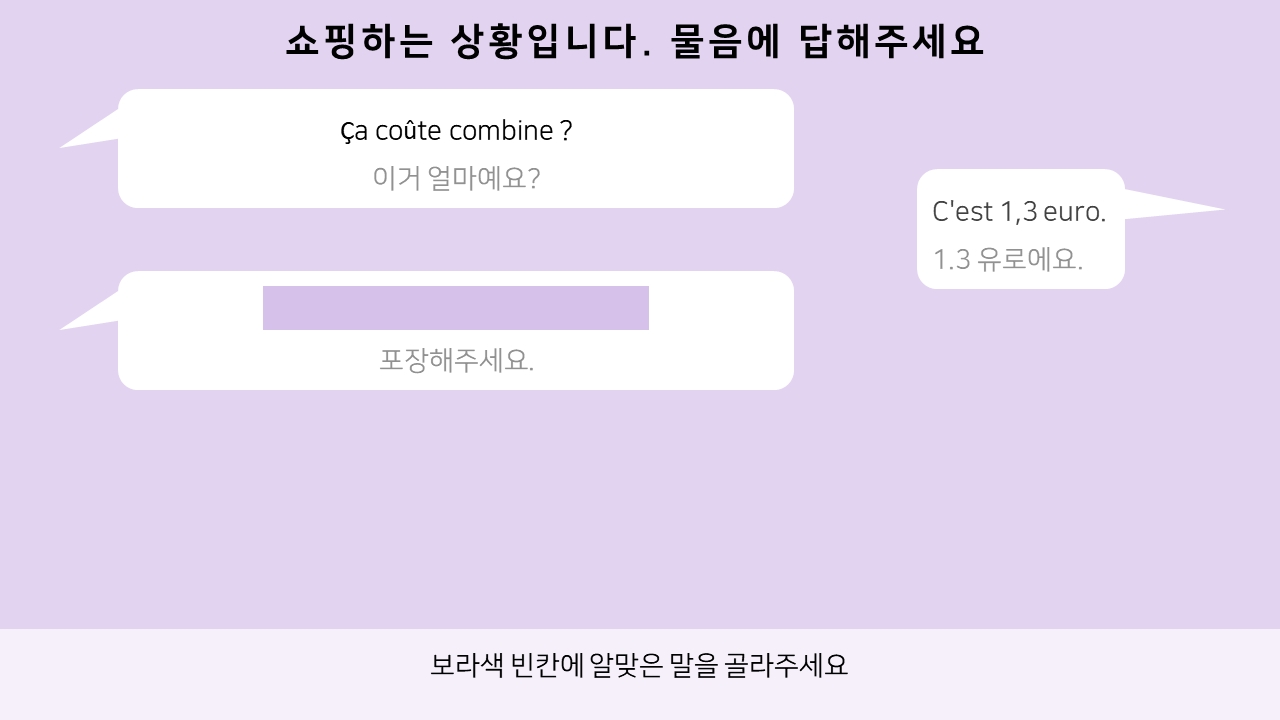 쇼핑하는 상황입니다. 물음에 답해주세요
Ça coûte combine ?
이거 얼마예요?
C'est 1,3 euro.
1.3 유로에요.
포장해주세요.
보라색 빈칸에 알맞은 말을 골라주세요